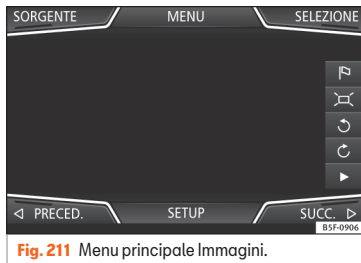 SORGENTE MENU SELEZIONE
◁ PRECED. SETUP SUCC. ▷
B5F-0906
Fig. 211 Menu principale Immagini.